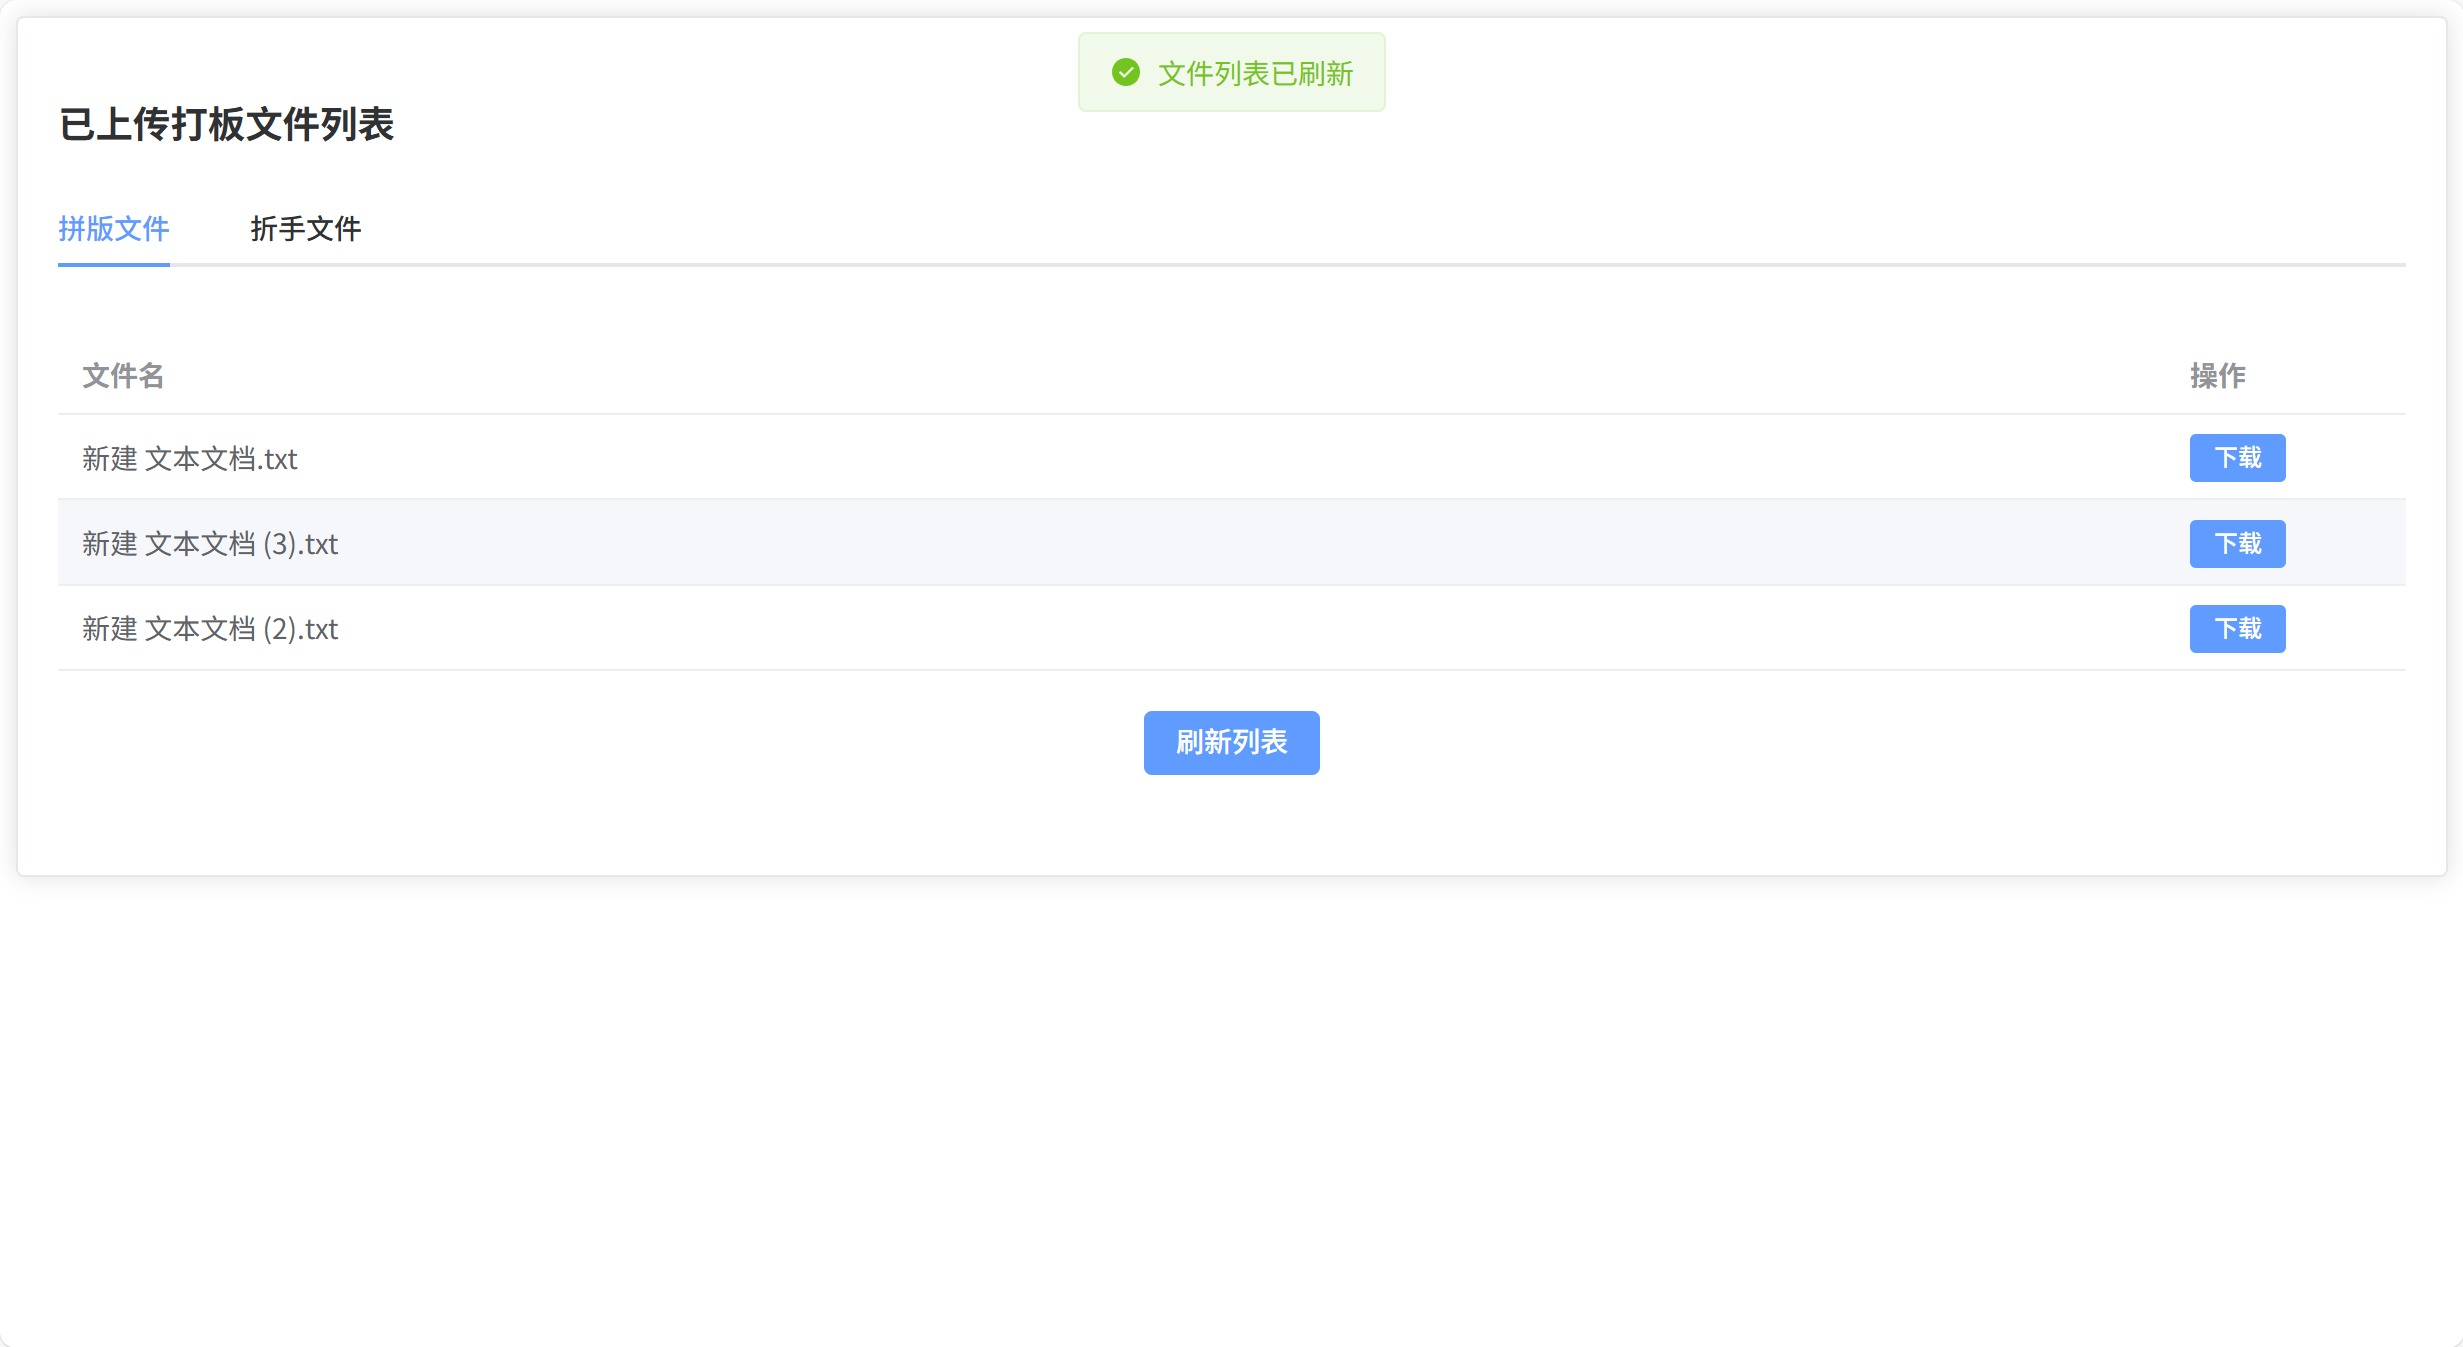 文件列表已刷新
已上传打板文件列表
拼版文件 折手文件
文件名 操作
新建 文本文档.txt 下载
新建 文本文档 (3).txt 下载
新建 文本文档 (2).txt 下载
刷新列表